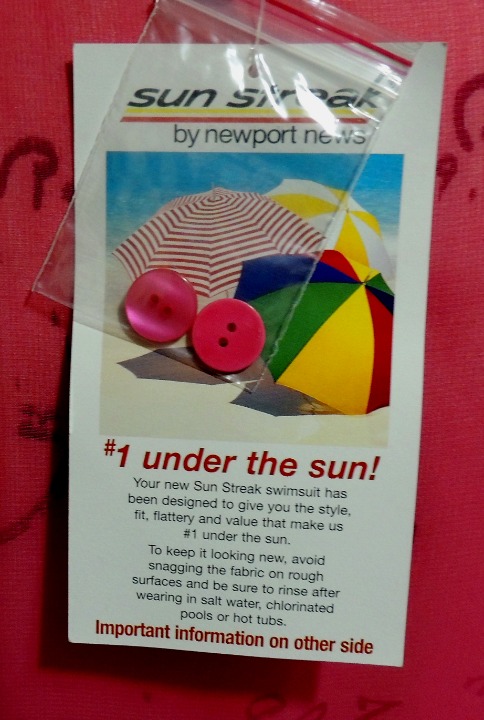 sun streak
by newport news
#1 under the sun!
Your new Sun Streak swimsuit has
been designed to give you the style,
fit, flattery and value that make us
#1 under the sun.
To keep it looking new, avoid
snagging the fabric on rough
surfaces and be sure to rinse after
wearing in salt water, chlorinated
pools or hot tubs.
Important information on other side